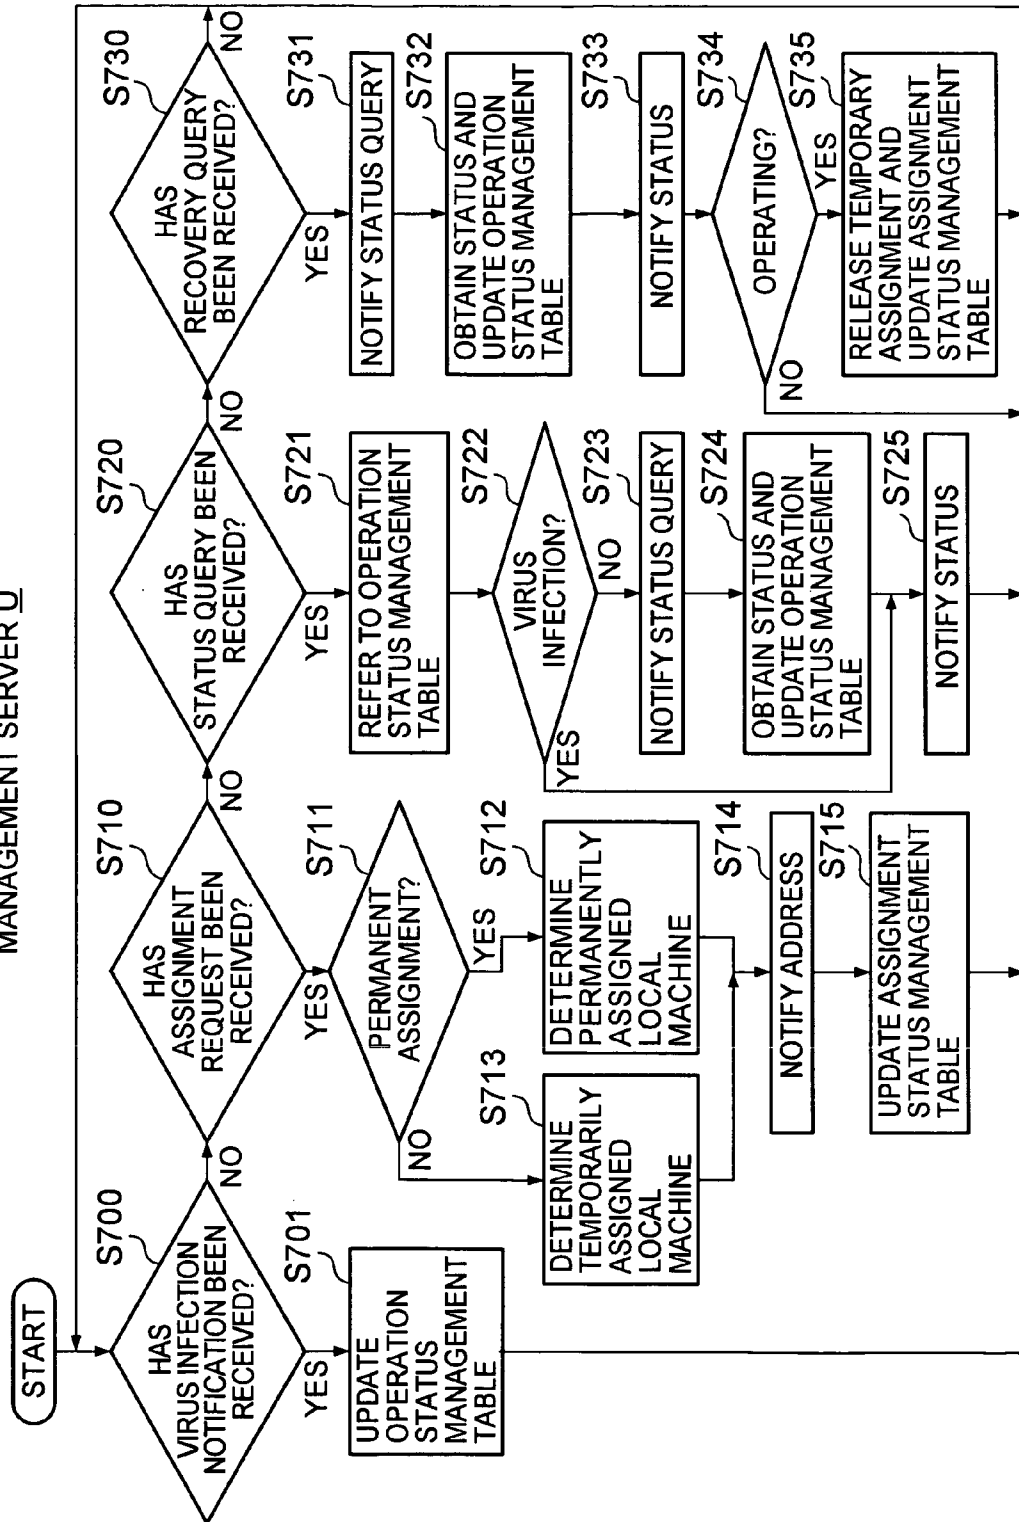 MANAGEMENT SERVER U
START
S700
HAS
VIRUS INFECTION
NOTIFICATION BEEN
RECEIVED?
NO
YES
S701
UPDATE
OPERATION
STATUS
MANAGEMENT
TABLE
S710
HAS
ASSIGNMENT
REQUEST BEEN
RECEIVED?
NO
YES
S711
PERMANENT
ASSIGNMENT?
YES
NO
S712
DETERMINE
PERMANENTLY
ASSIGNED
LOCAL
MACHINE
S713
DETERMINE
TEMPORARILY
ASSIGNED
LOCAL
MACHINE
S714
NOTIFY ADDRESS
S715
UPDATE ASSIGNMENT
STATUS MANAGEMENT
TABLE
S720
HAS
STATUS QUERY BEEN
RECEIVED?
NO
YES
S721
REFER TO OPERATION
STATUS MANAGEMENT
TABLE
S722
VIRUS
INFECTION?
YES
NO
S723
NOTIFY STATUS QUERY
S724
OBTAIN STATUS AND
UPDATE OPERATION
STATUS MANAGEMENT
TABLE
S725
NOTIFY STATUS
S730
HAS
RECOVERY QUERY
BEEN RECEIVED?
NO
YES
S731
NOTIFY STATUS QUERY
S732
OBTAIN STATUS AND
UPDATE OPERATION
STATUS MANAGEMENT
TABLE
S733
NOTIFY STATUS
S734
OPERATING?
NO
YES
S735
RELEASE TEMPORARY
ASSIGNMENT AND
UPDATE ASSIGNMENT
STATUS MANAGEMENT
TABLE